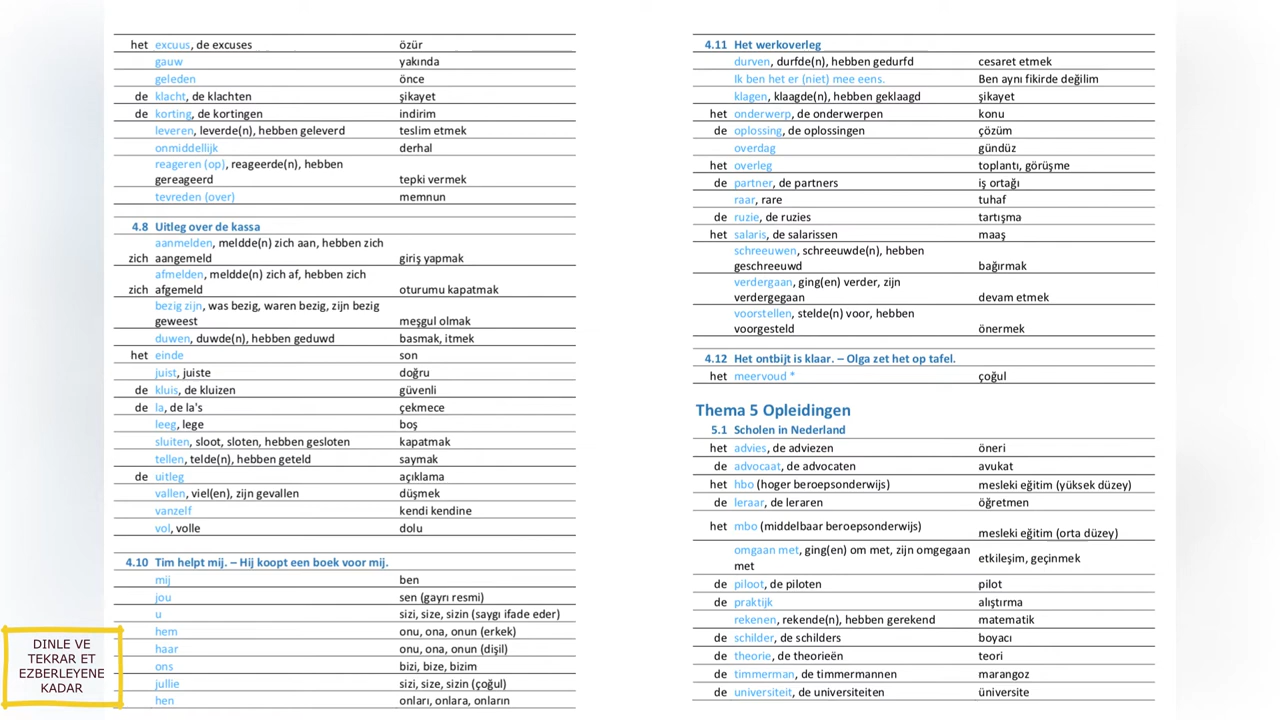 het excuus, de excuses özür
gauw yakında
geleden önce
de klacht, de klachten şikayet
de korting, de kortingen indirim
leveren, leverde(n), hebben geleverd teslim etmek
onmiddellijk derhal
reageren (op), reageerde(n), hebben
gereageerd tepki vermek
tevreden (over) memnun
4.8 Uitleg over de kassa
aanmelden, meldde(n) zich aan, hebben zich
zich aangemeld giriş yapmak
afmelden, meldde(n) zich af, hebben zich
zich afgemeld oturumu kapatmak
bezig zijn, was bezig, waren bezig, zijn bezig
geweest meşgul olmak
duwen, duwde(n), hebben geduwd basmak, itmek
het einde son
juist, juiste doğru
de kluis, de kluizen güvenli
de la, de la's çekmece
leeg, lege boş
sluiten, sloot, sloten, hebben gesloten kapatmak
tellen, telde(n), hebben geteld saymak
de uitleg açıklama
vallen, viel(en), zijn gevallen düşmek
vanzelf kendi kendine
vol, volle dolu
4.10 Tim helpt mij. – Hij koopt een boek voor mij.
mij ben
jou sen (gayrı resmi)
u sizi, size, sizin (saygı ifade eder)
hem onu, ona, onun (erkek)
haar onu, ona, onun (dişil)
ons bizi, bize, bizim
jullie sizi, size, sizin (çoğul)
hen onları, onlara, onların
DINLE VE
TEKRAR ET
EZBERLEYENE
KADAR
4.11 Het werkoverleg
durven, durfde(n), hebben gedurfd cesaret etmek
Ik ben het er (niet) mee eens. Ben aynı fikirde değilim
klagen, klaagde(n), hebben geklaagd şikayet
het onderwerp, de onderwerpen konu
de oplossing, de oplossingen çözüm
overdag gündüz
het overleg toplantı, görüşme
de partner, de partners iş ortağı
raar, rare tuhaf
de ruzie, de ruzies tartışma
het salaris, de salarissen maaş
schreeuwen, schreeuwde(n), hebben
geschreeuwd bağırmak
verdergaan, ging(en) verder, zijn
verdergegaan devam etmek
voorstellen, stelde(n) voor, hebben
voorgesteld önermek
4.12 Het ontbijt is klaar. – Olga zet het op tafel.
het meervoud * çoğul
Thema 5 Opleidingen
5.1 Scholen in Nederland
het advies, de adviezen öneri
de advocaat, de advocaten avukat
het hbo (hoger beroepsonderwijs) mesleki eğitim (yüksek düzey)
de leraar, de leraren öğretmen
het mbo (middelbaar beroepsonderwijs) mesleki eğitim (orta düzey)
omgaan met, ging(en) om met, zijn omgegaan
met etkileşim, geçinmek
de piloot, de piloten pilot
de praktijk alıştırma
rekenen, rekende(n), hebben gerekend matematik
de schilder, de schilders boyacı
de theorie, de theorieën teori
de timmerman, de timmermannen marangoz
de universiteit, de universiteiten üniversite